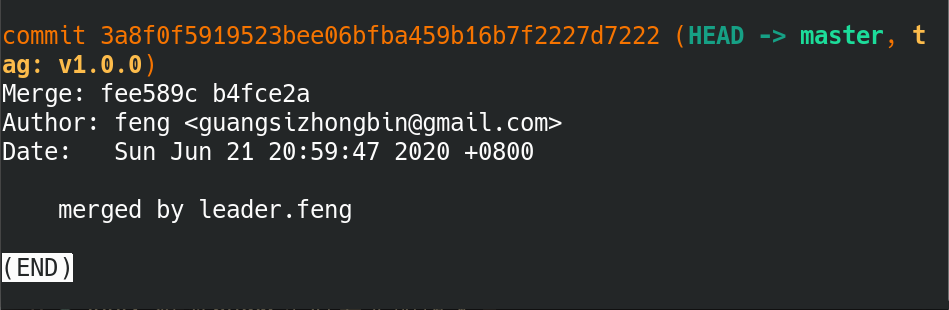 commit 3a8f0f5919523bee06bfba459b16b7f2227d7222 (HEAD -> master, t
ag: v1.0.0)
Merge: fee589c b4fce2a
Author: feng <guangsizhongbin@gmail.com>
Date:   Sun Jun 21 20:59:47 2020 +0800
    merged by leader.feng
(END)